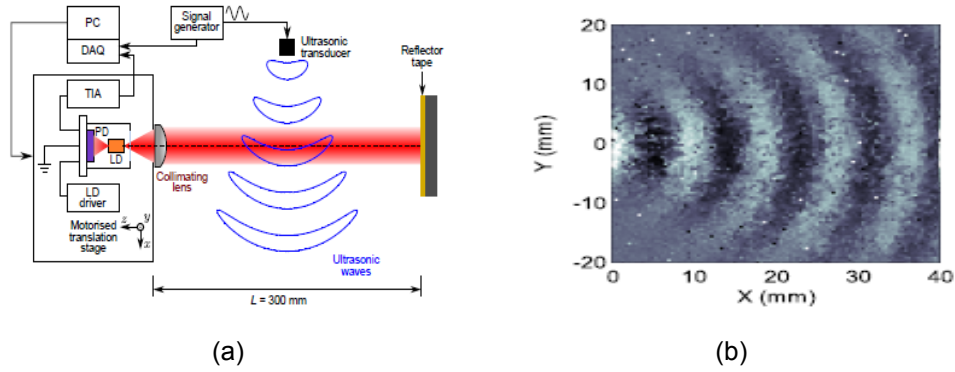 PC
DAQ
Signal
generator
Ultrasonic
transducer
Reflector
tape
TIA
PD
LD
Collimating
lens
LD
driver
Motorised
translation
stage
z
y
x
Ultrasonic
waves
L = 300 mm
(a)
20
10
0
-10
-20
Y (mm)
0
10
20
30
40
X (mm)
(b)